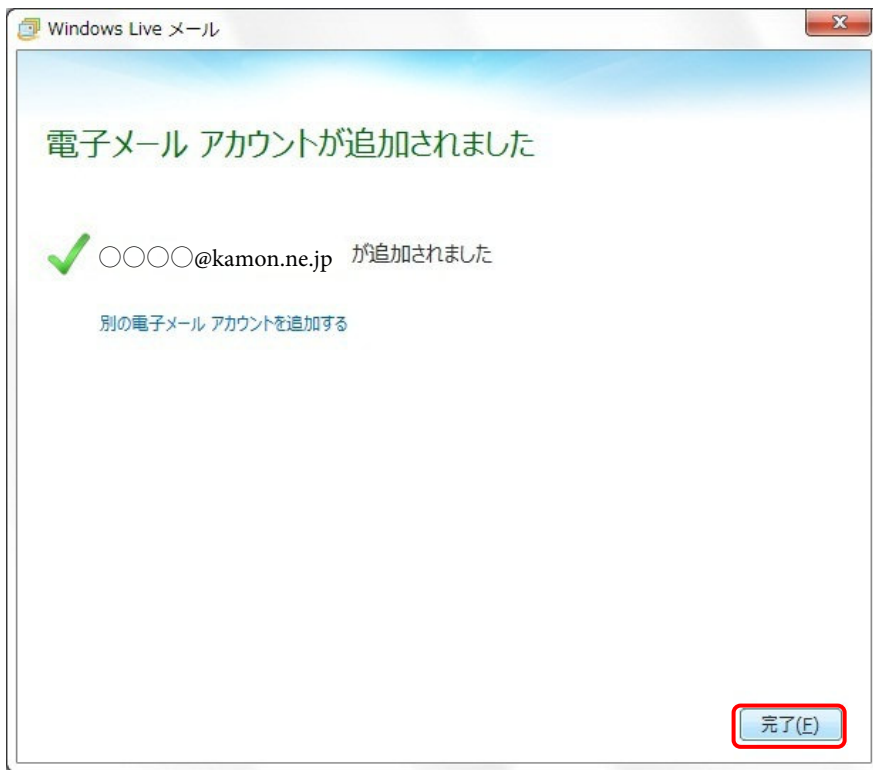 Windows Live メール
電子メール アカウントが追加されました
○○○○@kamon.ne.jp が追加されました
別の電子メール アカウントを追加する
完了(F)